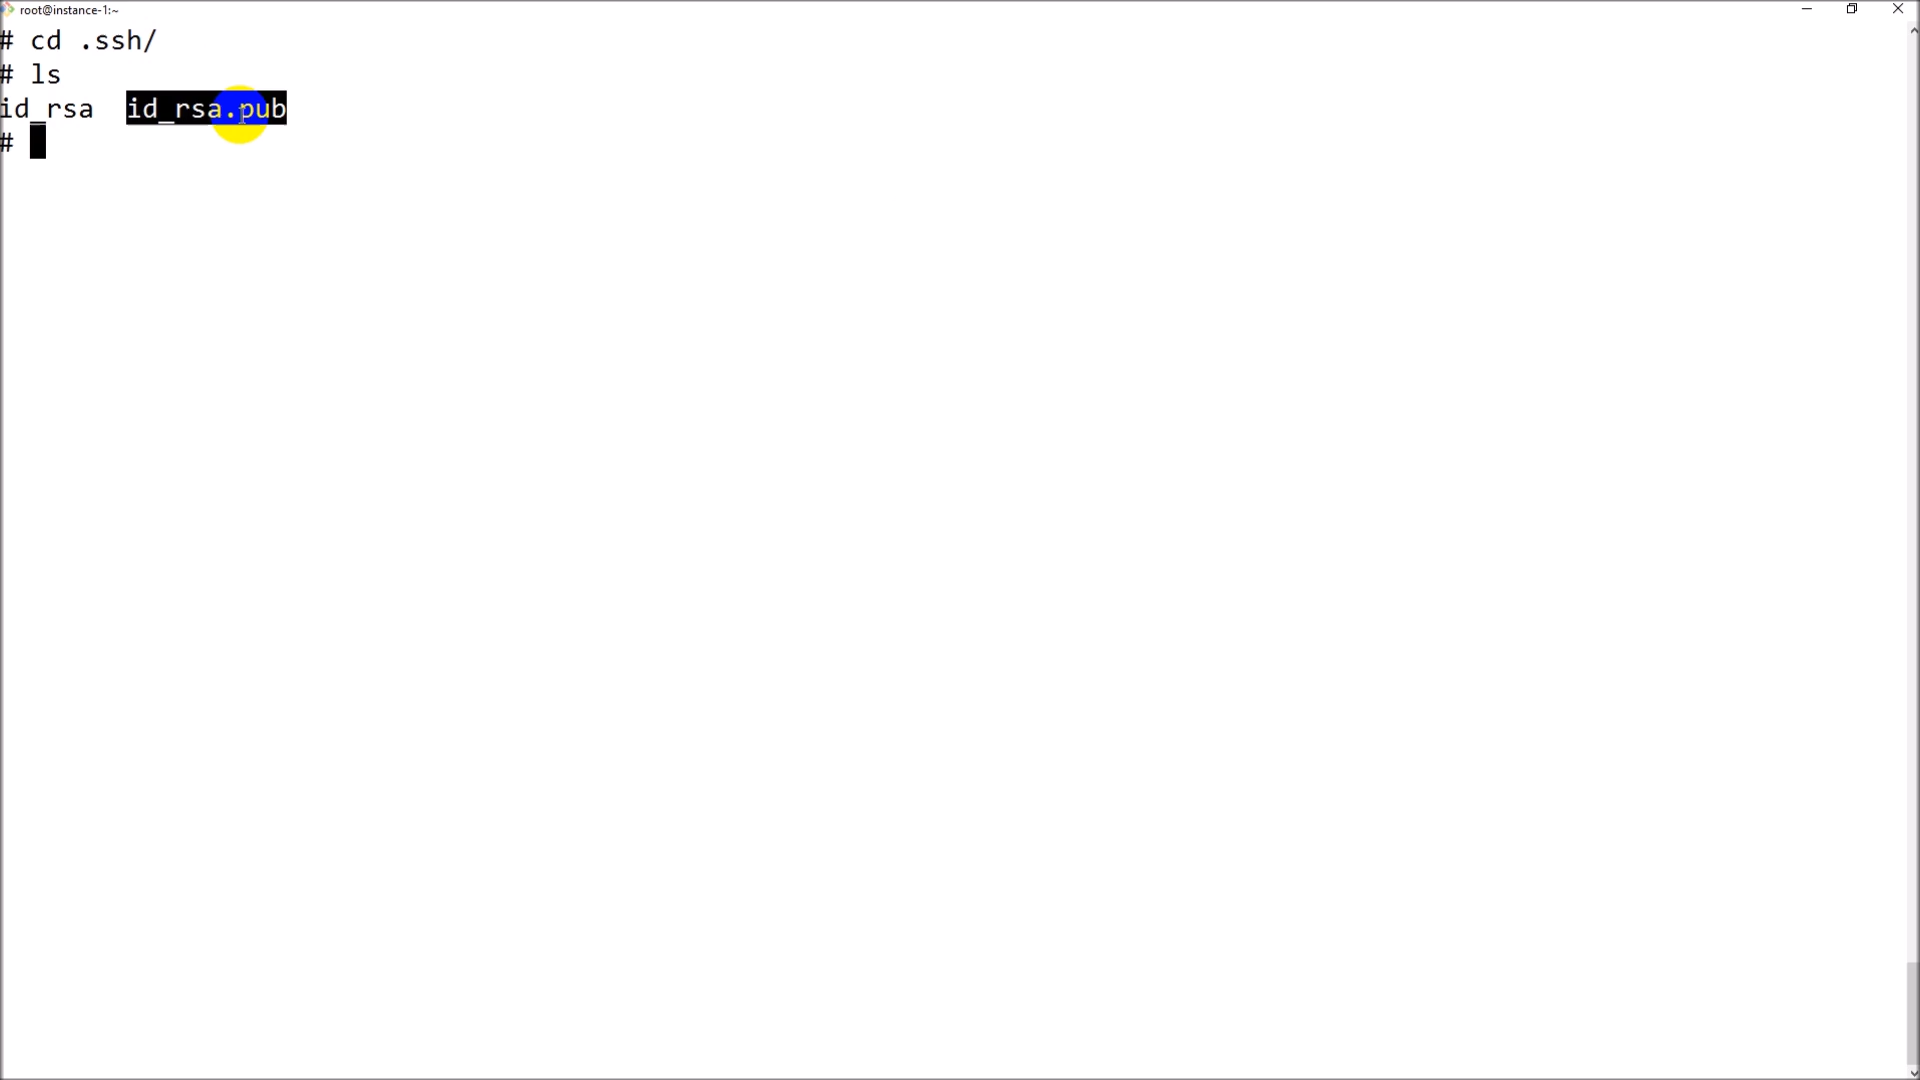 root@instance-1:~
# cd .ssh/
# ls
id_rsa  id_rsa.pub
#